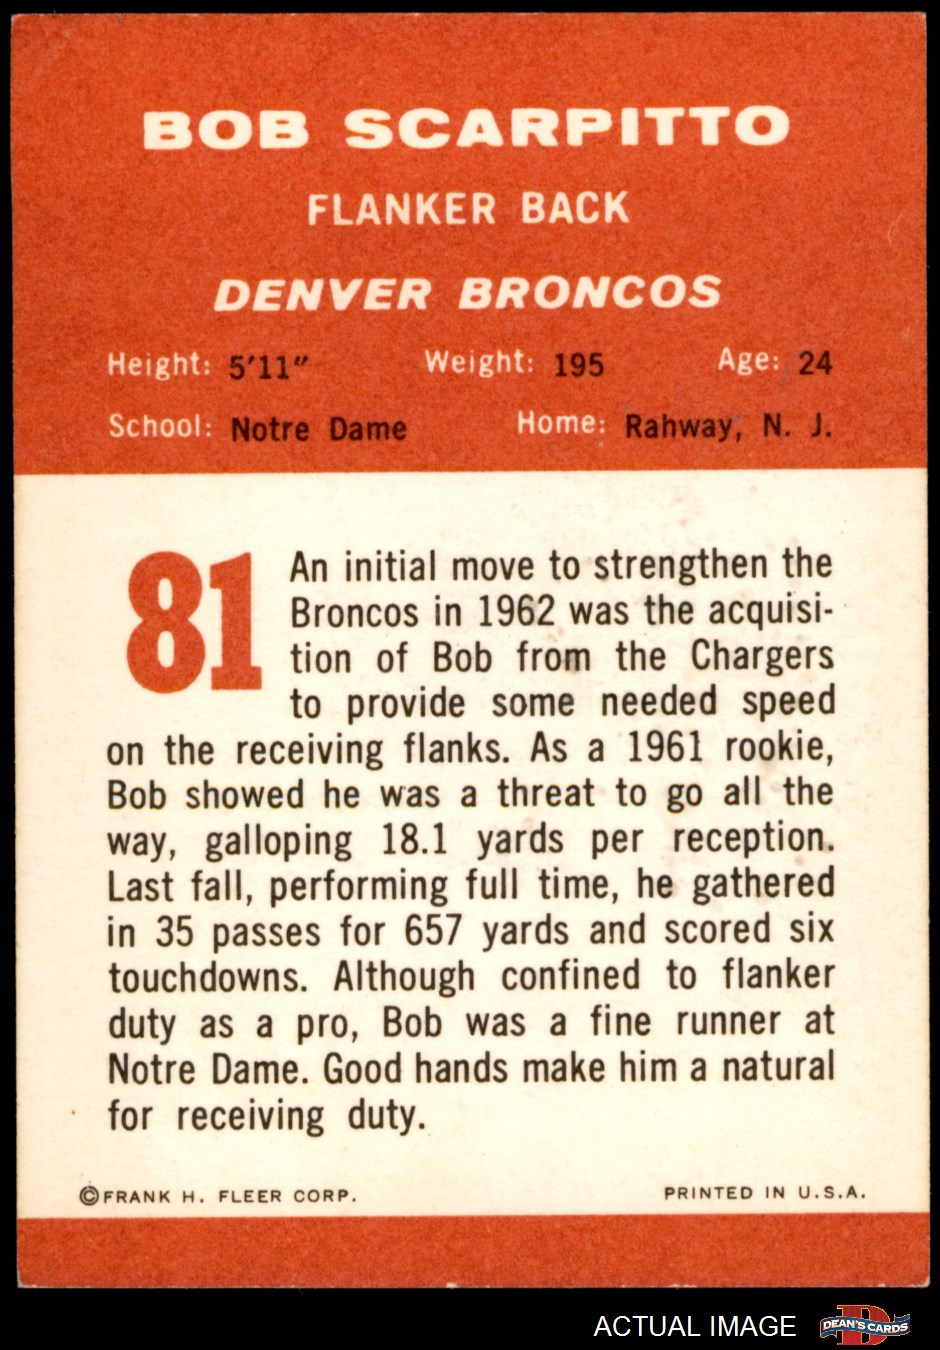 BOB SCARPITTO
FLANKER BACK
DENVER BRONCOS
Height: 5'11" Weight: 195 Age: 24
School: Notre Dame Home: Rahway, N. J.
81
An initial move to strengthen the
Broncos in 1962 was the acquisi-
tion of Bob from the Chargers
to provide some needed speed
on the receiving flanks. As a 1961 rookie,
Bob showed he was a threat to go all the
way, galloping 18.1 yards per reception.
Last fall, performing full time, he gathered
in 35 passes for 657 yards and scored six
touchdowns. Although confined to flanker
duty as a pro, Bob was a fine runner at
Notre Dame. Good hands make him a natural
for receiving duty.
©FRANK H. FLEER CORP. PRINTED IN U.S.A.
ACTUAL IMAGE
D
DEAN'S CARDS